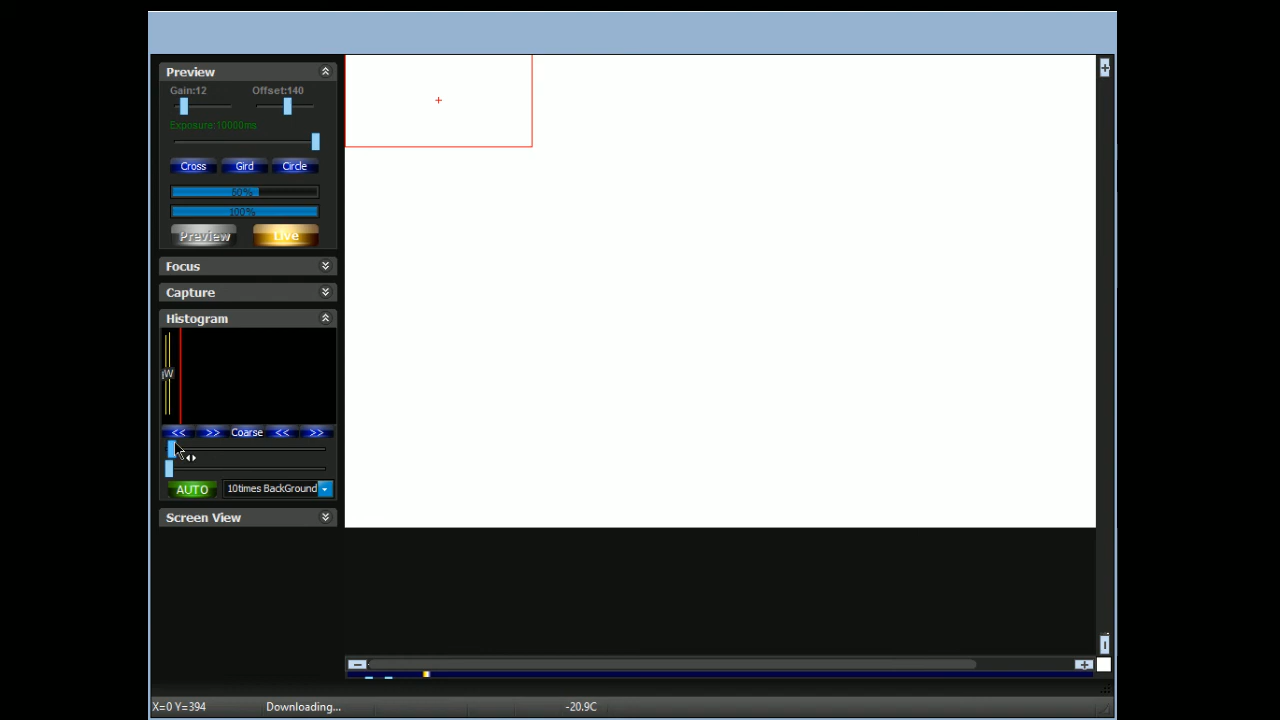 Preview
Gain:12 Offset:140
Exposure:10000ms
Cross Gird Circle
60%
100%
Preview Live
Focus
Capture
Histogram
W
<< >> Coarse << >>
AUTO 10times BackGround
Screen View
X=0 Y=394 Downloading... -20.9C